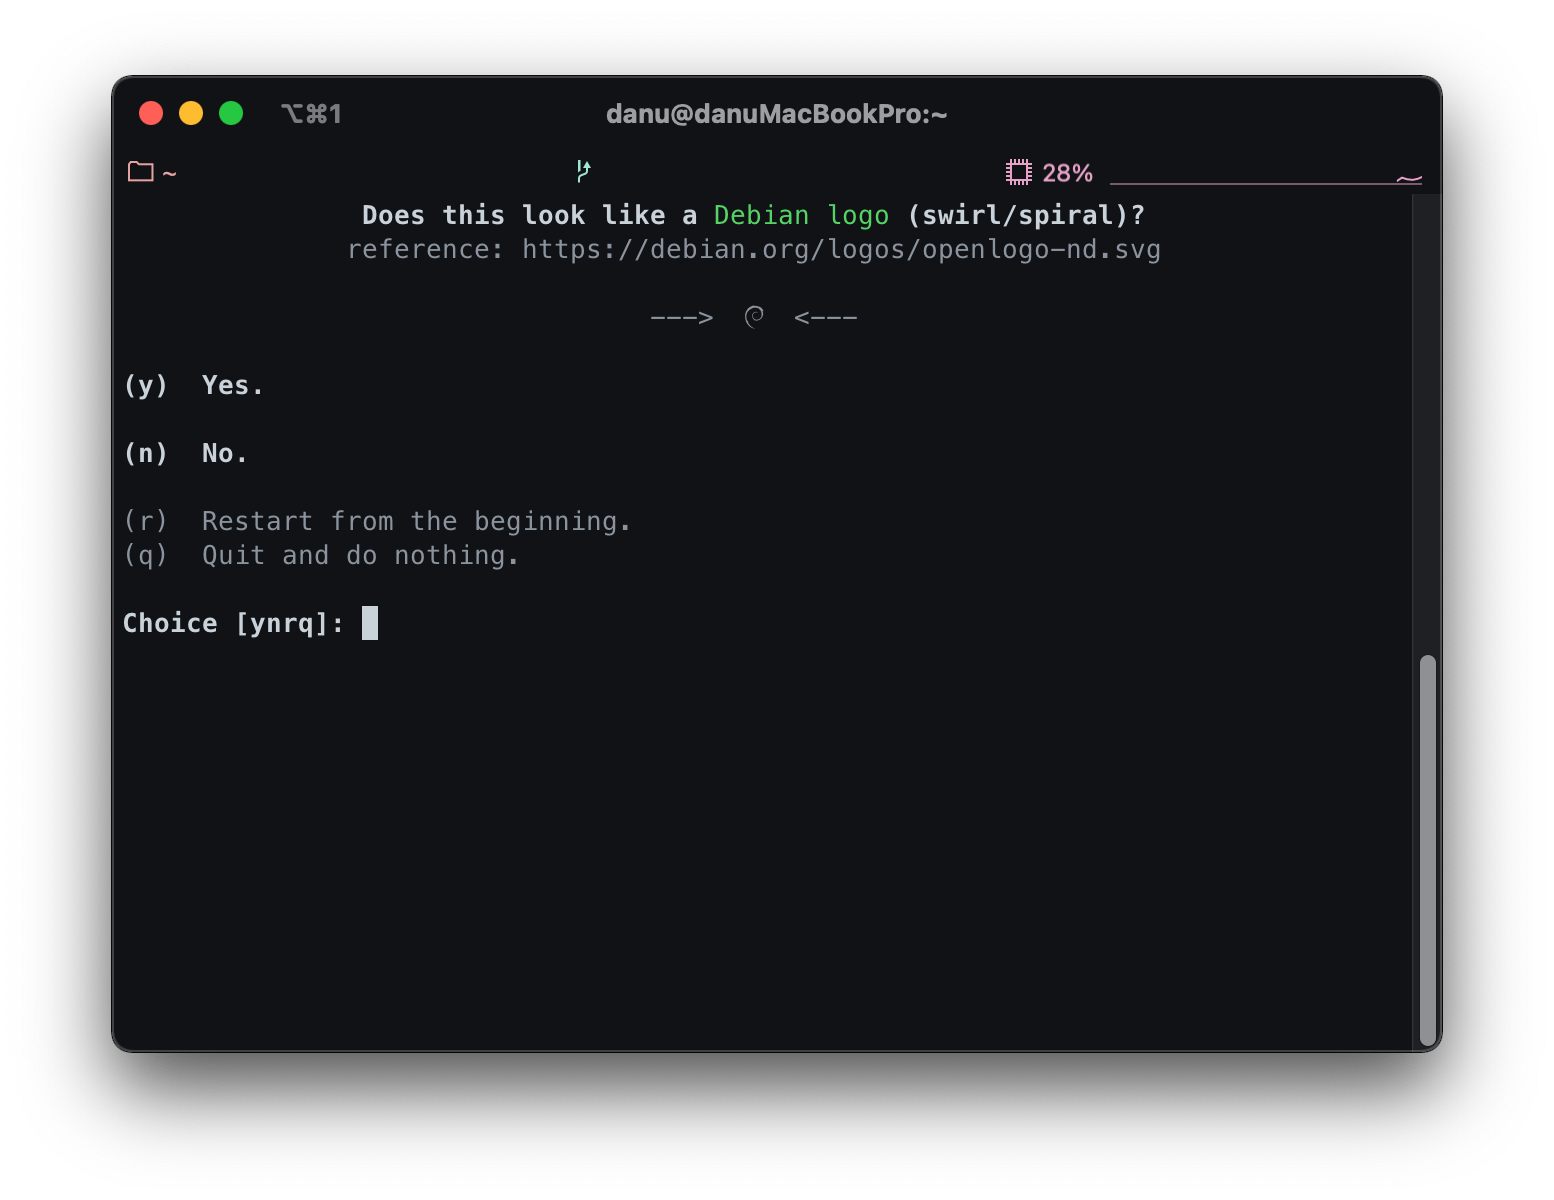 ⌥⌘1 danu@danuMacBookPro:~
~ 28%
Does this look like a Debian logo (swirl/spiral)?
reference: https://debian.org/logos/openlogo-nd.svg
---> <---
(y) Yes.
(n) No.
(r) Restart from the beginning.
(q) Quit and do nothing.
Choice [ynrq]: